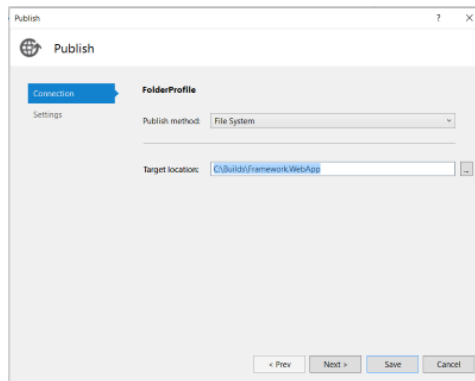 Publish
? X
Publish
Connection
Settings
FolderProfile
Publish method: File System
Target location: C:\Builds\Framework.WebApp
...
< Prev Next > Save Cancel